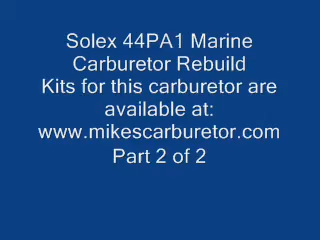 Solex 44PA1 Marine
Carburetor Rebuild
Kits for this carburetor are
available at:
www.mikescarburetor.com
Part 2 of 2